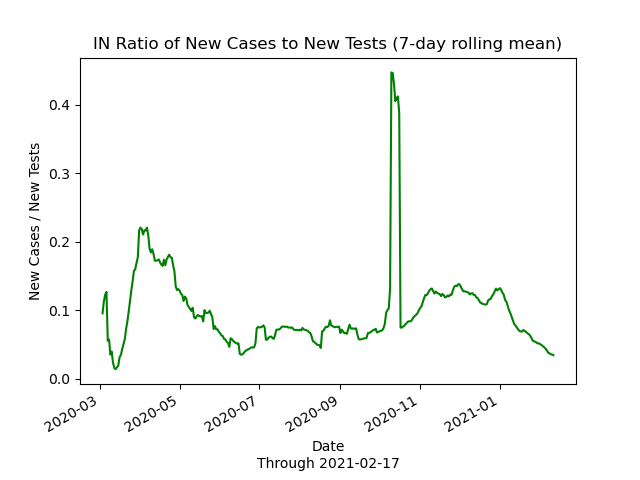 IN Ratio of New Cases to New Tests (7-day rolling mean)
New Cases / New Tests
0.4
0.3
0.2
0.1
0.0
2020-03
2020-05
2020-07
2020-09
2020-11
2021-01
Date
Through 2021-02-17